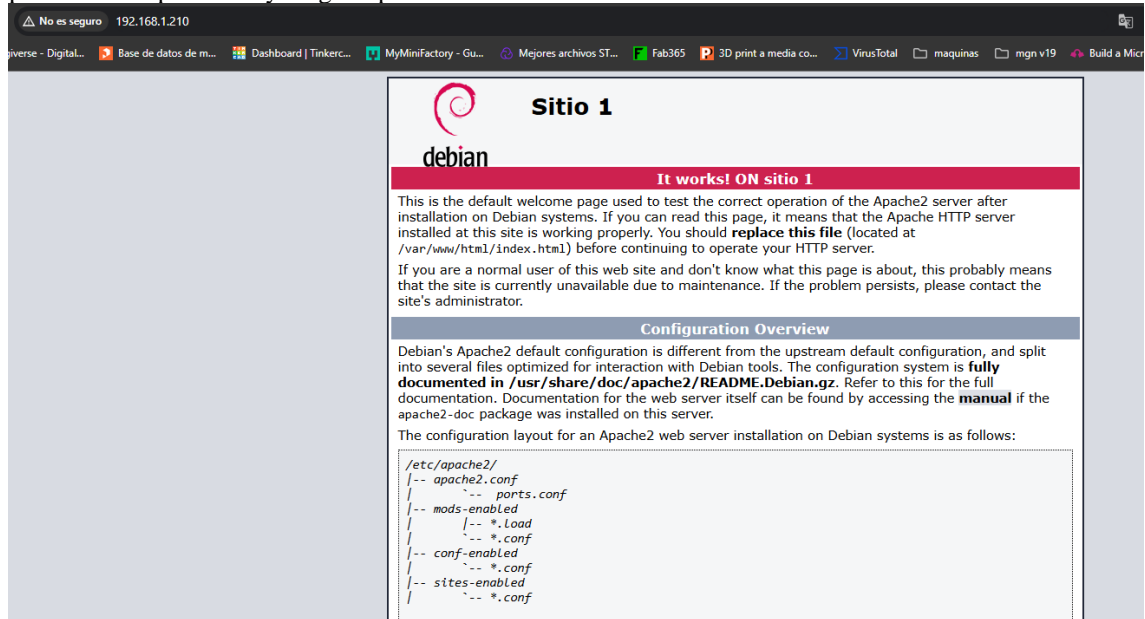 No es seguro 192.168.1.210
giverse - Digital... Base de datos de m... Dashboard | Tinkerc... MyMiniFactory - Gu... Mejores archivos ST... Fab365 3D print a media co... VirusTotal maquinas mgn v19 Build a Micr
debian
Sitio 1
It works! ON sitio 1
This is the default welcome page used to test the correct operation of the Apache2 server after
installation on Debian systems. If you can read this page, it means that the Apache HTTP server
installed at this site is working properly. You should replace this file (located at
/var/www/html/index.html) before continuing to operate your HTTP server.
If you are a normal user of this web site and don't know what this page is about, this probably means
that the site is currently unavailable due to maintenance. If the problem persists, please contact the
site's administrator.
Configuration Overview
Debian's Apache2 default configuration is different from the upstream default configuration, and split
into several files optimized for interaction with Debian tools. The configuration system is fully
documented in /usr/share/doc/apache2/README.Debian.gz. Refer to this for the full
documentation. Documentation for the web server itself can be found by accessing the manual if the
apache2-doc package was installed on this server.
The configuration layout for an Apache2 web server installation on Debian systems is as follows:
/etc/apache2/
|-- apache2.conf
|       `--  ports.conf
|-- mods-enabled
|       |-- *.load
|       `-- *.conf
|-- conf-enabled
|       `-- *.conf
|-- sites-enabled
|       `-- *.conf